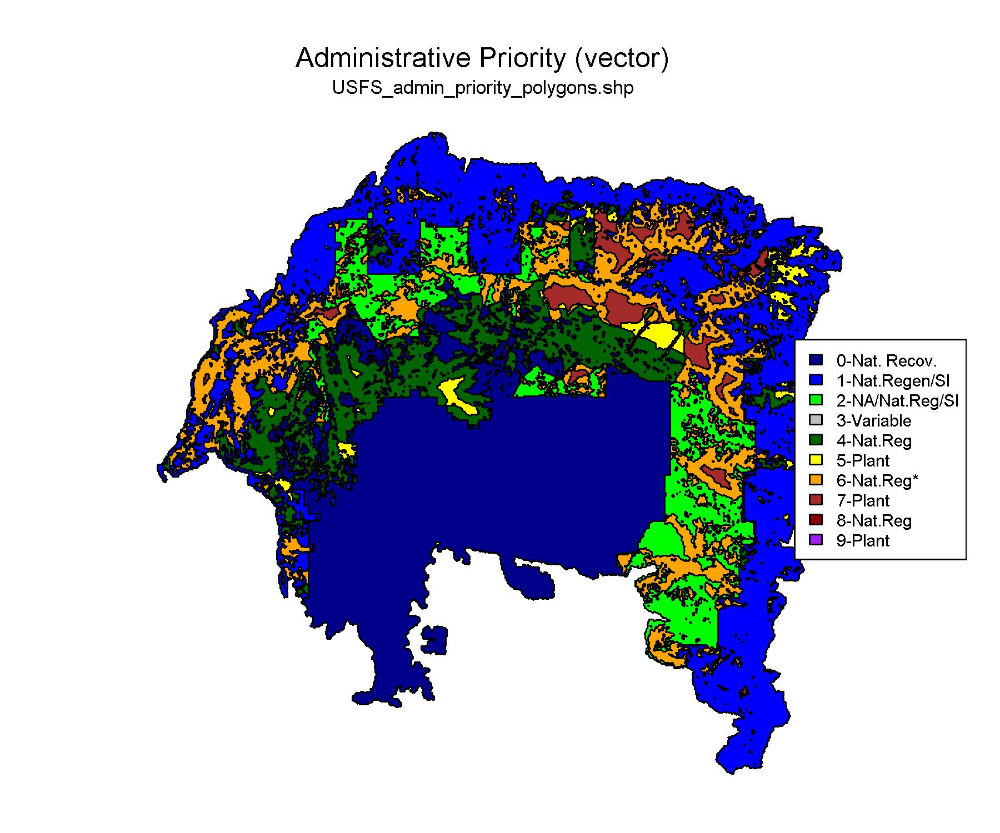 Administrative Priority (vector)
USFS_admin_priority_polygons.shp
0-Nat. Recov.
1-Nat.Regen/SI
2-NA/Nat.Reg/SI
3-Variable
4-Nat.Reg
5-Plant
6-Nat.Reg*
7-Plant
8-Nat.Reg
9-Plant